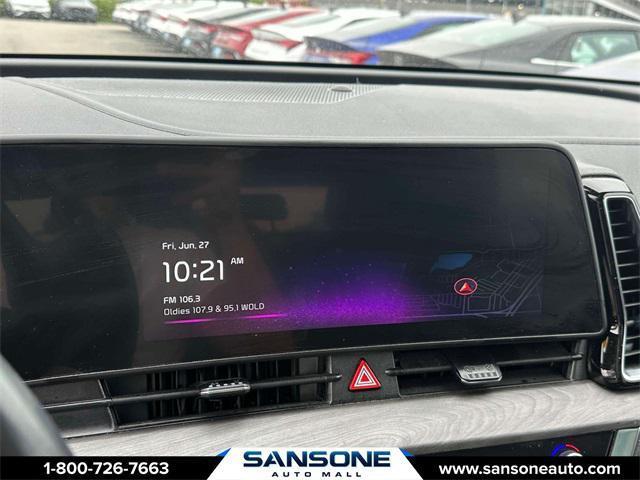 Fri, Jun. 27
10:21 AM
FM 106.3
Oldies 107.9 & 95.1 WOLD
1-800-726-7663
SANSONE
AUTO MALL
www.sansoneauto.com